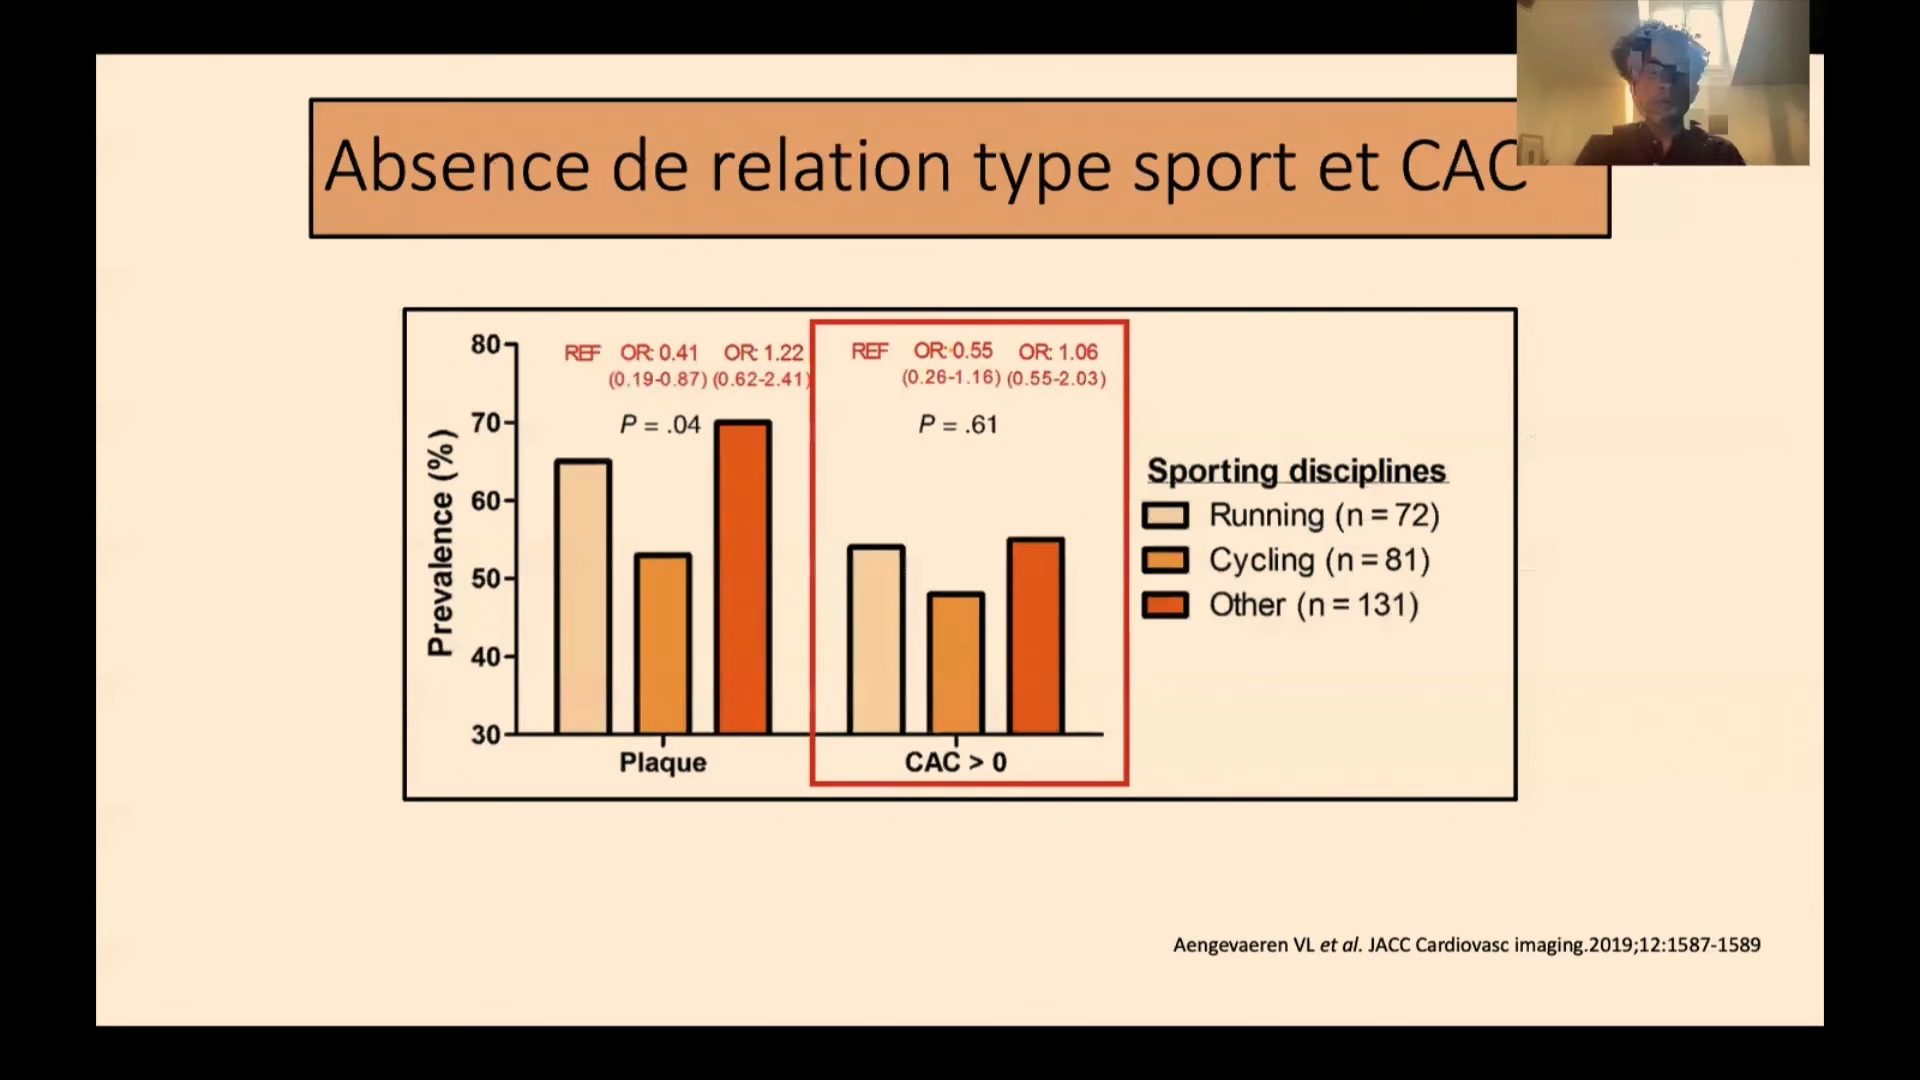 Absence de relation type sport et CAC
80
REF OR: 0.41 OR: 1.22
(0.19-0.87) (0.62-2.41)
REF OR: 0.55 OR: 1.06
(0.26-1.16) (0.55-2.03)
P = .04
P = .61
70
60
50
40
30
Prevalence (%)
Plaque
CAC > 0
Sporting disciplines
Running (n = 72)
Cycling (n = 81)
Other (n = 131)
Aengevaeren VL et al. JACC Cardiovasc imaging.2019;12:1587-1589